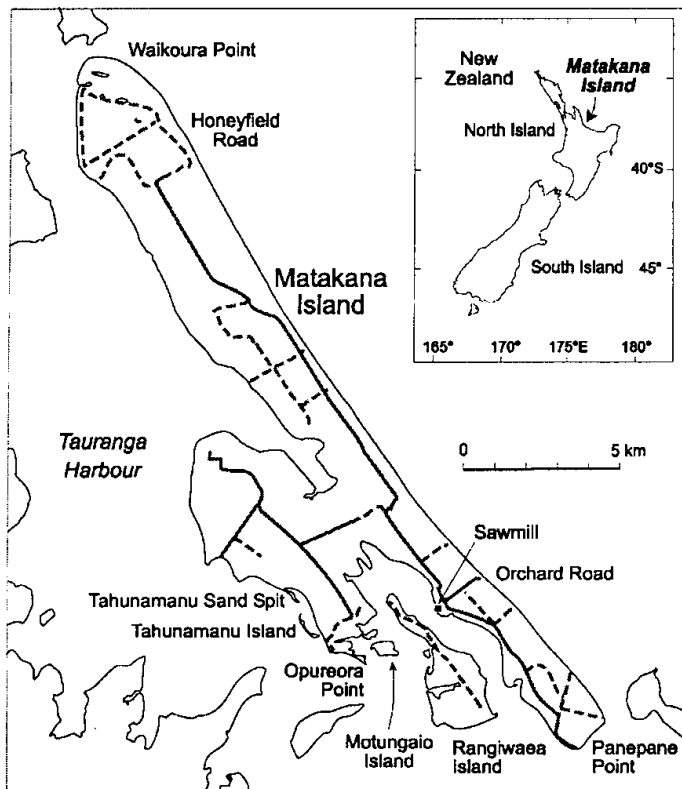 Waikoura Point
Honeyfield
Road
Matakana
Island
Tauranga
Harbour
New
Zealand
Matakana
Island
North Island
40°S
South Island
45°
165°
170°
175°E
180°
0
5 km
Sawmill
Orchard Road
Tahunamanu Sand Spit
Tahunamanu Island
Opureora
Point
Motungaio
Island
Rangiwaea
island
Panepane
Point